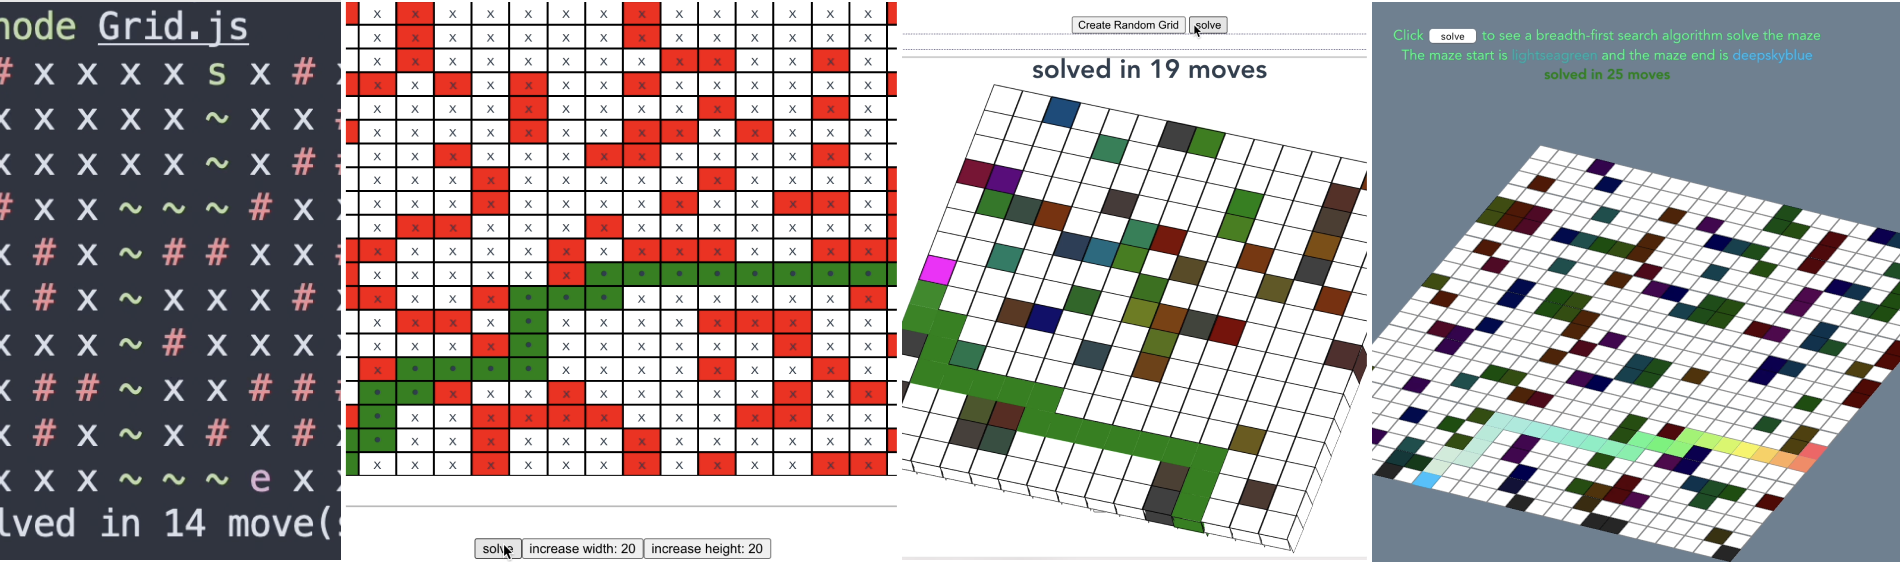 node Grid.js
# x x x x s x #
x x x x x ~ x x
x x x x x ~ x #
# x x ~ ~ ~ # x
x # x ~ # # x x
x # x ~ x x x #
x x x ~ # x x x
x # # ~ x x # #
x # x ~ x # x #
x x x ~ ~ ~ e x
lved in 14 move(s
x x x x x x x x x x x x x x
x x x x x x x x x x x x x x
x x x x x x x x x x x x x x
x x x x x x x x x x x x x x
x x x x x x x x x x x x x x
x x x x x x x x x x x x x x
x x x x x x x x x x x x x x
x x x x x x x x x x x x x x
x x x x x x x x x x x x x x
x x x x x x x x x x x x x x
x x x x x x x x x x x x x x
x x x x x x • • • • • • • •
x x x x • • • x x x x x x x
x x x x • x x x x x x x x x
x x x x • x x x x x x x x x
x • • • • x x x x x x x x x
• • x x x x x x x x x x x x
• x x x x x x x x x x x x x
• x x x x x x x x x x x x x
x x x x x x x x x x x x x x
solve increase width: 20 increase height: 20
Create Random Grid solve
solved in 19 moves
Click solve to see a breadth-first search algorithm solve the maze
The maze start is lightseagreen and the maze end is deepskyblue
solved in 25 moves